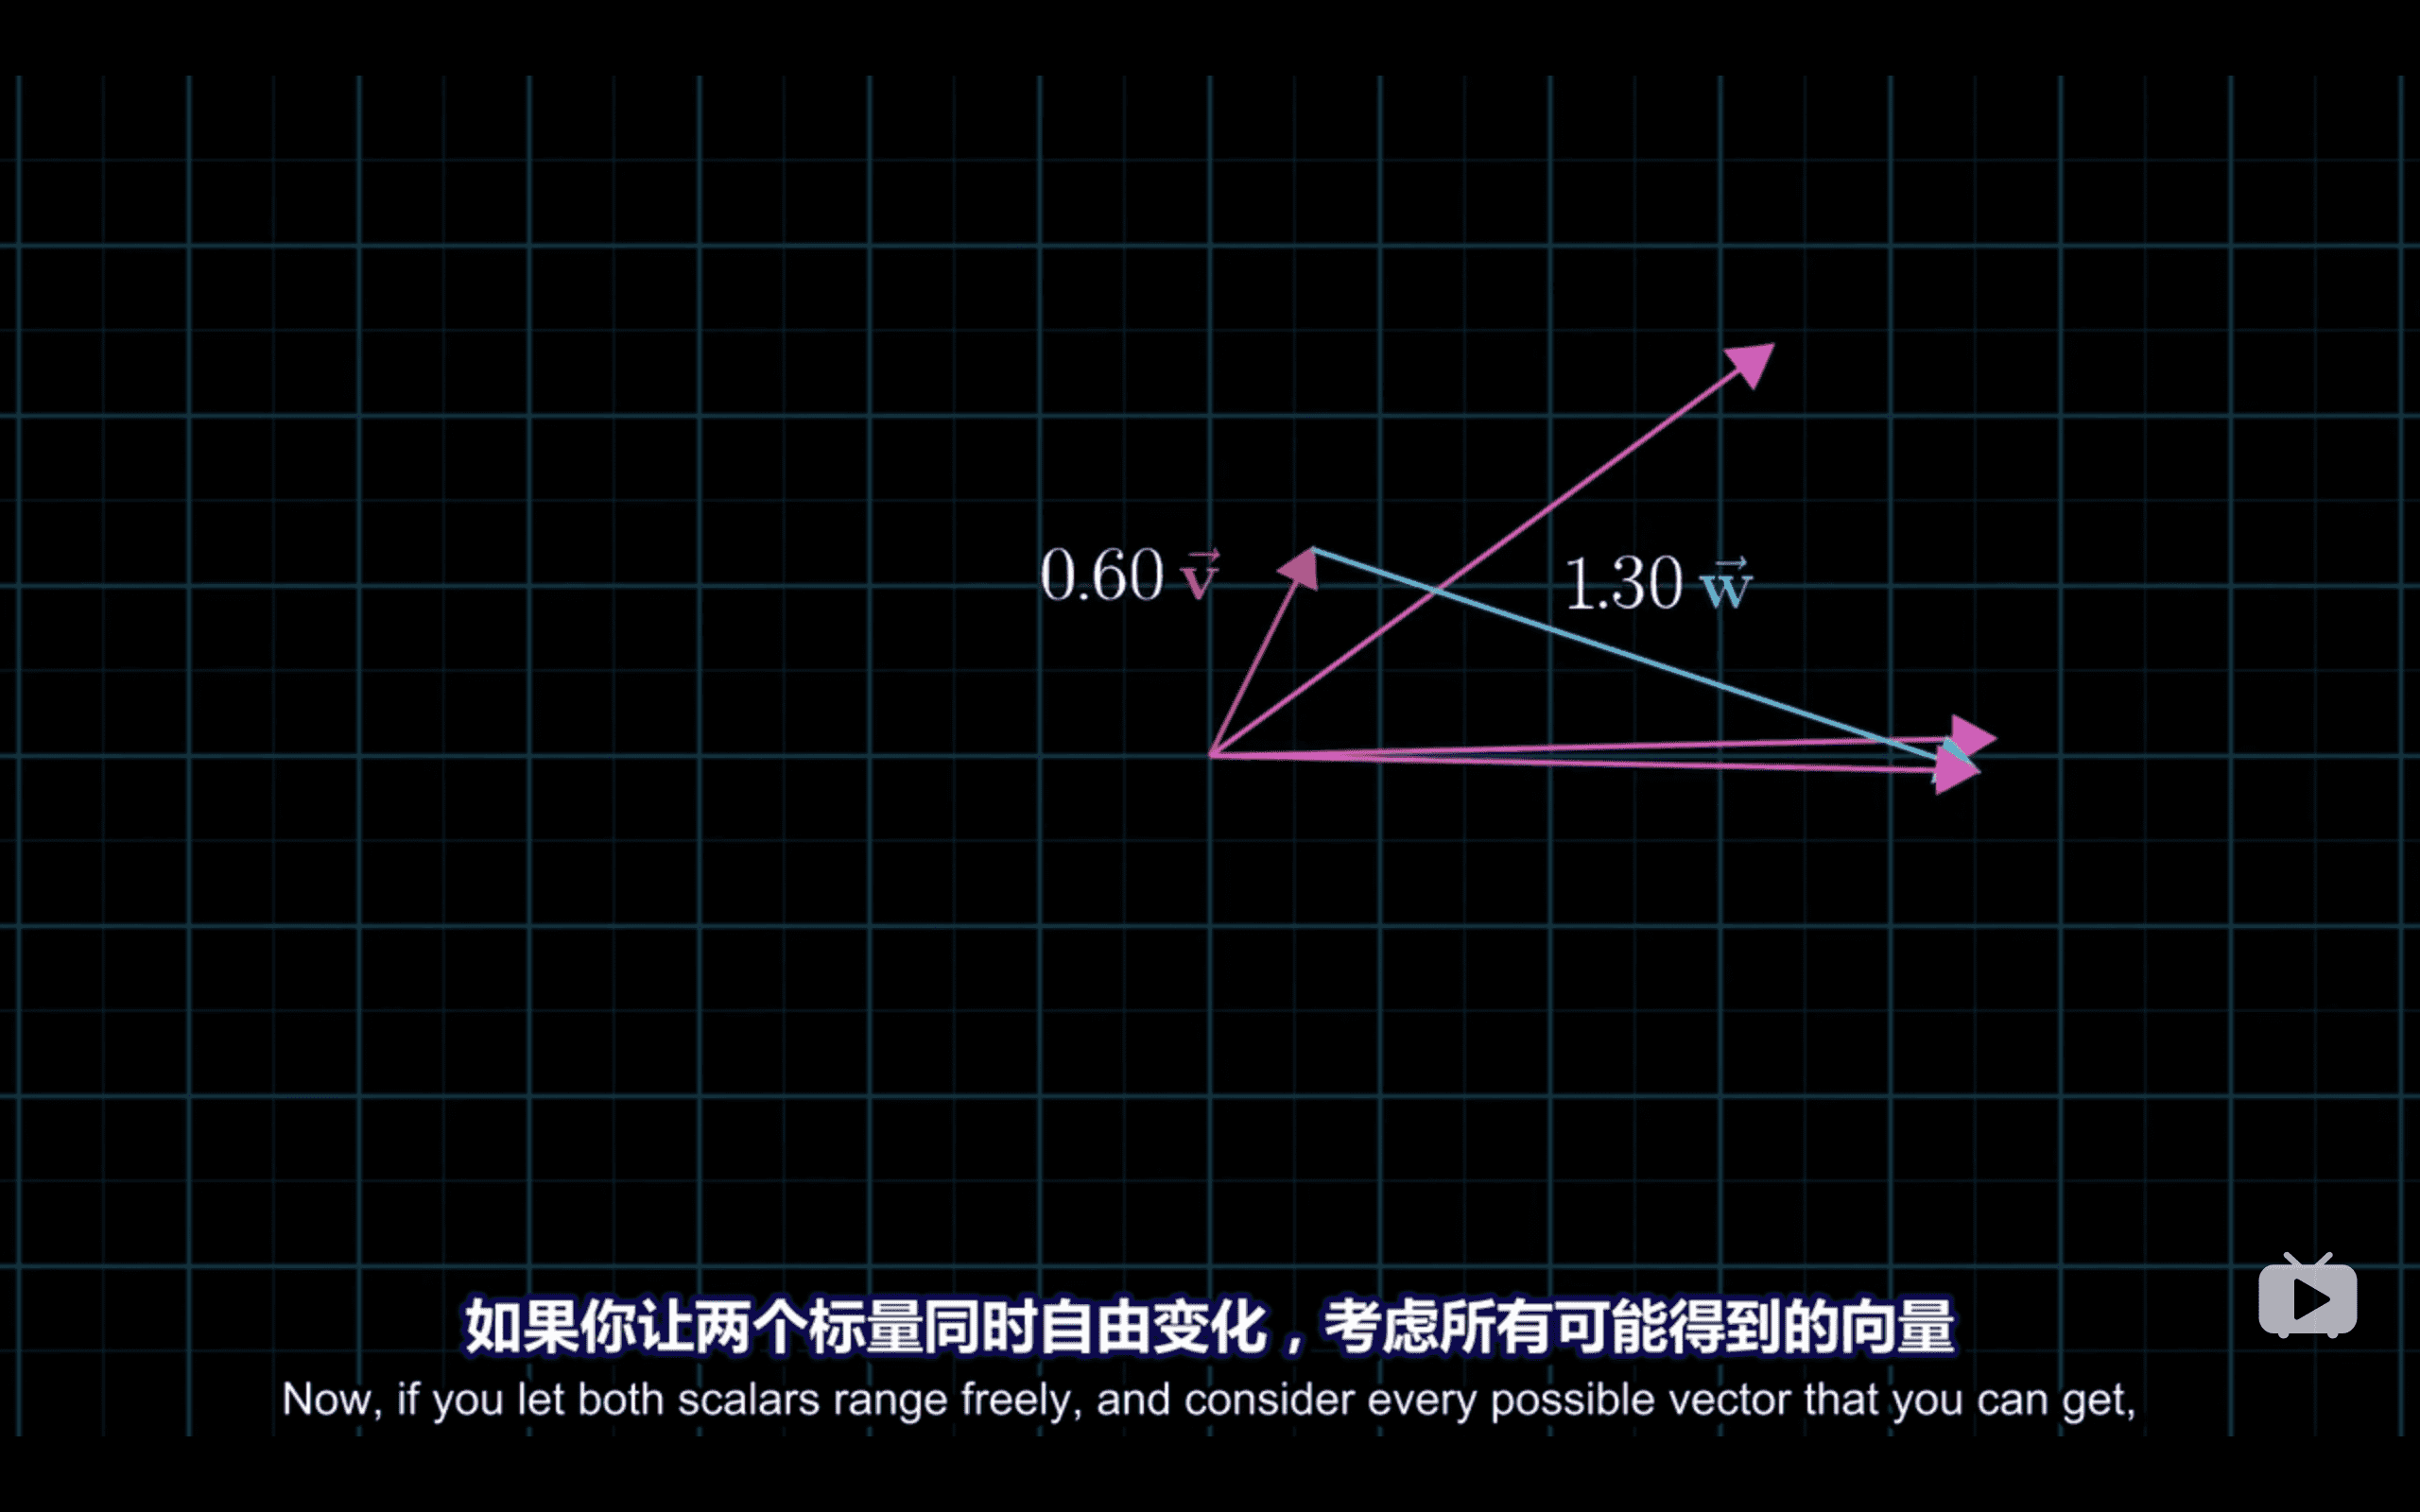 0.60 v⃗
1.30 w⃗
如果你让两个标量同时自由变化，考虑所有可能得到的向量
Now, if you let both scalars range freely, and consider every possible vector that you can get,